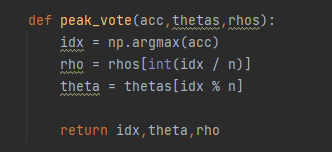 def peak_vote(acc,thetas,rhos):
    idx = np.argmax(acc)
    rho = rhos[int(idx / n)]
    theta = thetas[idx % n]
    return idx,theta,rho